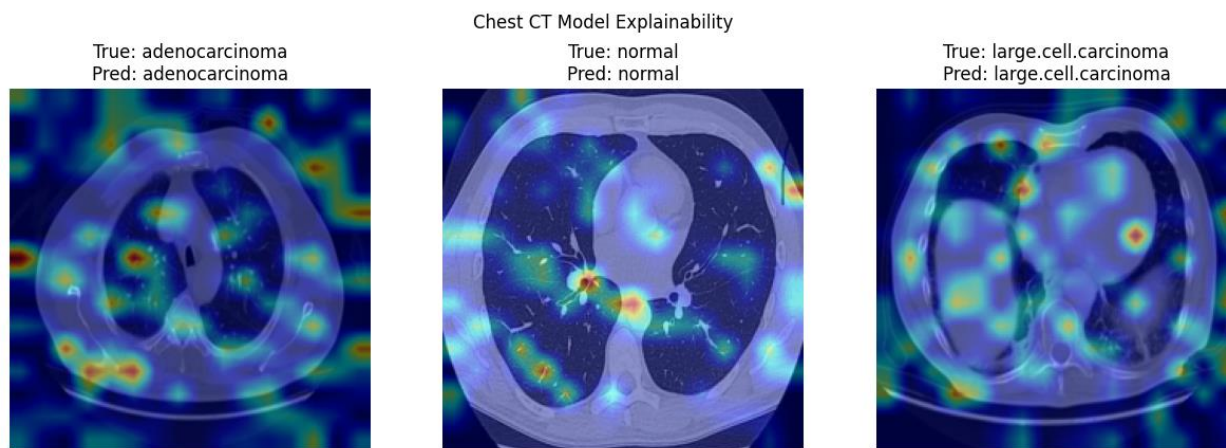 Chest CT Model Explainability
True: adenocarcinoma
Pred: adenocarcinoma
True: normal
Pred: normal
True: large.cell.carcinoma
Pred: large.cell.carcinoma